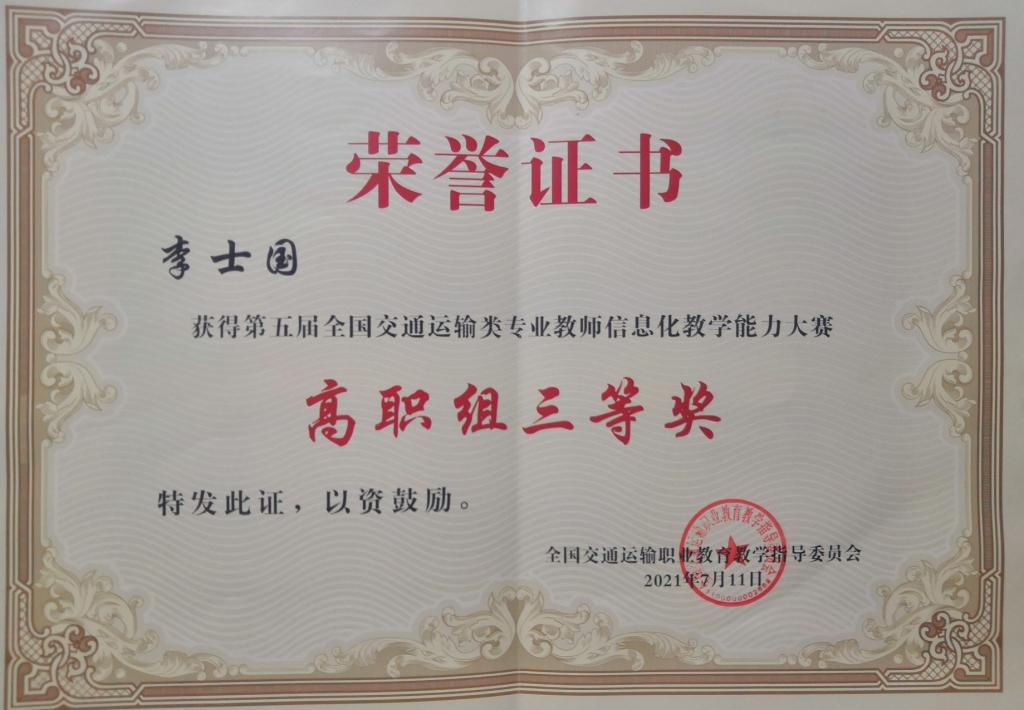 荣誉证书
李士国
获得第五届全国交通运输类专业教师信息化教学能力大赛
高职组三等奖
特发此证，以资鼓励。
全国交通运输职业教育教学指导委员会
2021年7月11日